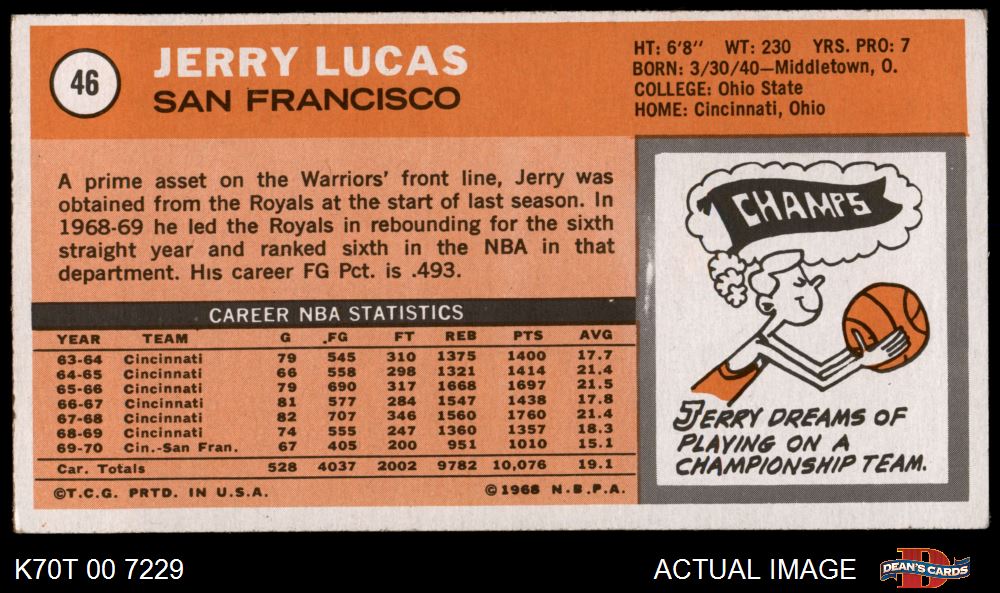 46
JERRY LUCAS
SAN FRANCISCO
HT: 6'8" WT: 230 YRS. PRO: 7
BORN: 3/30/40—Middletown, O.
COLLEGE: Ohio State
HOME: Cincinnati, Ohio
A prime asset on the Warriors' front line, Jerry was
obtained from the Royals at the start of last season. In
1968-69 he led the Royals in rebounding for the sixth
straight year and ranked sixth in the NBA in that
department. His career FG Pct. is .493.
CAREER NBA STATISTICS
YEAR TEAM G .FG FT REB PTS AVG
63-64 Cincinnati 79 545 310 1375 1400 17.7
64-65 Cincinnati 66 558 298 1321 1414 21.4
65-66 Cincinnati 79 690 317 1668 1697 21.5
66-67 Cincinnati 81 577 284 1547 1438 17.8
67-68 Cincinnati 82 707 346 1560 1760 21.4
68-69 Cincinnati 74 555 247 1360 1357 18.3
69-70 Cin.-San Fran. 67 405 200 951 1010 15.1
Car. Totals 528 4037 2002 9782 10,076 19.1
©T.C.G. PRTD. IN U.S.A. ©1968 N.B.P.A.
CHAMPS
JERRY DREAMS OF
PLAYING ON A
CHAMPIONSHIP TEAM.
K70T 00 7229
ACTUAL IMAGE
D
DEAN'S CARDS